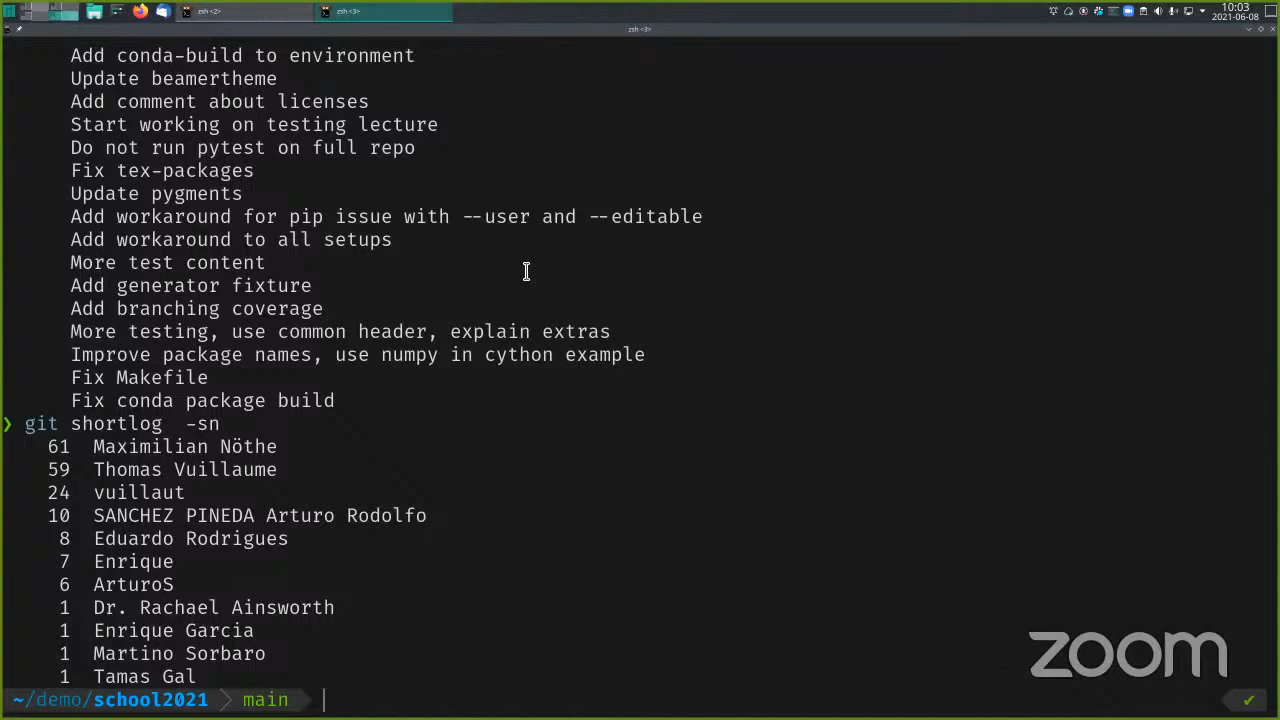 zsh <2>
zsh <3>
10:03
2021-06-08
zsh <3>
Add conda-build to environment
Update beamertheme
Add comment about licenses
Start working on testing lecture
Do not run pytest on full repo
Fix tex-packages
Update pygments
Add workaround for pip issue with --user and --editable
Add workaround to all setups
More test content
Add generator fixture
Add branching coverage
More testing, use common header, explain extras
Improve package names, use numpy in cython example
Fix Makefile
Fix conda package build
❯ git shortlog  -sn
61  Maximilian Nöthe
59  Thomas Vuillaume
24  vuillaut
10  SANCHEZ PINEDA Arturo Rodolfo
8  Eduardo Rodrigues
7  Enrique
6  ArturoS
1  Dr. Rachael Ainsworth
1  Enrique Garcia
1  Martino Sorbaro
1  Tamas Gal
~/demo/school2021 main ✔
zoom